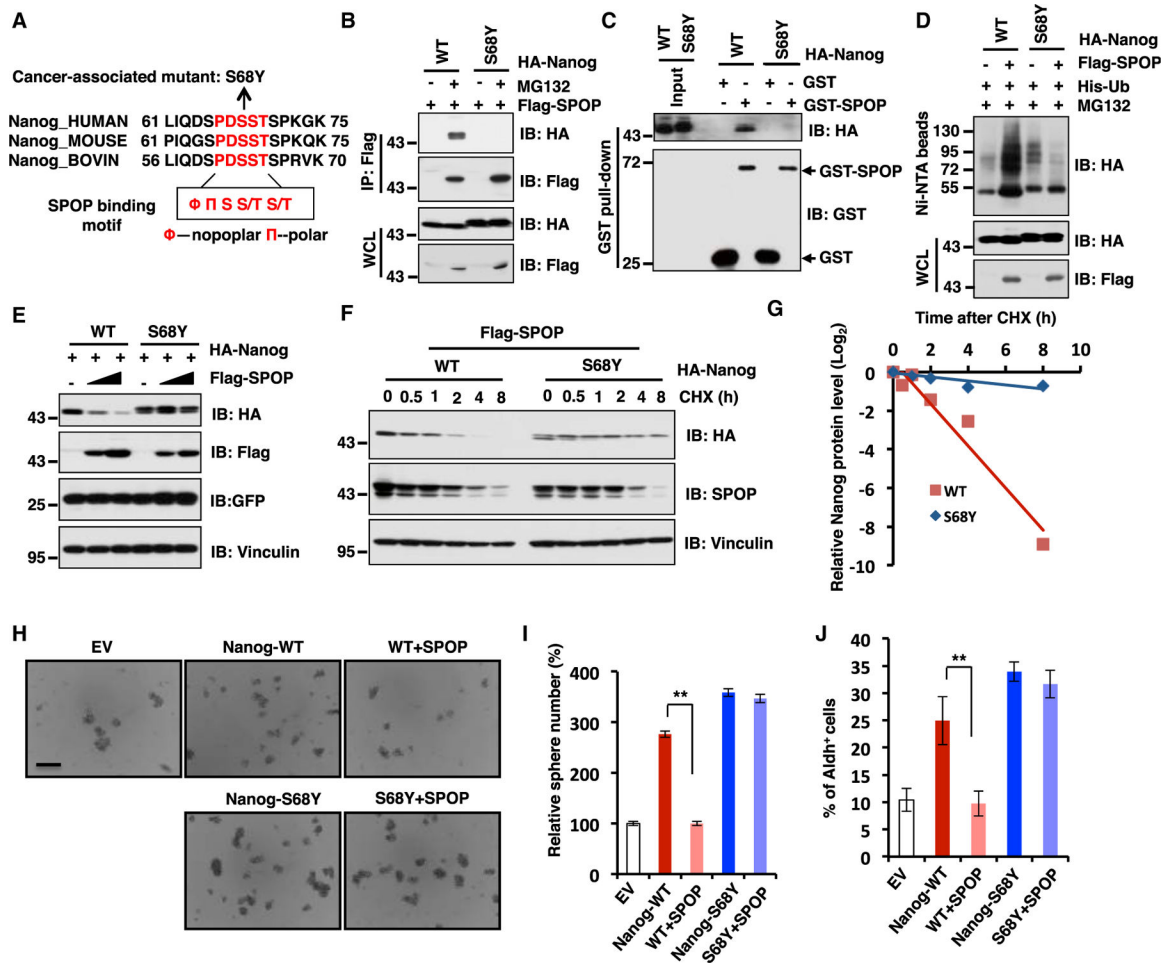 A
Cancer-associated mutant: S68Y
Nanog_HUMAN 61 LIQDSPDSSTSPKGK 75
Nanog_MOUSE 61 PIQGSPDSSTSPKQK 75
Nanog_BOVIN 56 LIQDSPDSSTSPRVK 70
SPOP binding motif
Φ Π S S/T S/T
Φ—nopoplar Π--polar
B
WT S68Y
HA-Nanog
- + - + MG132
+ + + + Flag-SPOP
IP: Flag
43 IB: HA
43 IB: Flag
WCL
IB: HA
43 IB: Flag
C
WT S68Y WT S68Y
HA-Nanog
Input + - + - GST
- + - + GST-SPOP
GST pull-down
43 IB: HA
72
GST-SPOP
IB: GST
25 GST
D
WT S68Y
HA-Nanog
- + - + Flag-SPOP
+ + + + His-Ub
+ + + + MG132
Ni-NTA beads
130
95
72
55
IB: HA
WCL
IB: HA
43 IB: Flag
E
WT S68Y
HA-Nanog
+ + + + + +
- - Flag-SPOP
43 IB: HA
43 IB: Flag
25 IB:GFP
95 IB: Vinculin
F
Flag-SPOP
WT S68Y HA-Nanog
0 0.5 1 2 4 8 0 0.5 1 2 4 8 CHX (h)
43 IB: HA
43 IB: SPOP
95 IB: Vinculin
G
Time after CHX (h)
0 2 4 6 8 10
Relative Nanog protein level (Log2)
0
-2
-4
-6
-8
-10
WT
S68Y
H
EV Nanog-WT WT+SPOP
Nanog-S68Y S68Y+SPOP
I
Relative sphere number (%)
400
300
200
100
0
**
EV Nanog-WT WT+SPOP Nanog-S68Y S68Y+SPOP
J
% of Aldh+ cells
40
35
30
25
20
15
10
5
0
**
EV Nanog-WT WT+SPOP Nanog-S68Y S68Y+SPOP